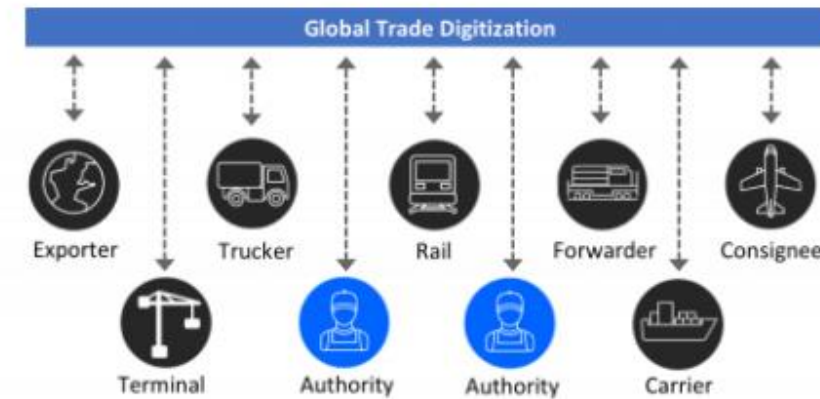 Global Trade Digitization
Exporter
Trucker
Rail
Forwarder
Consignee
Terminal
Authority
Authority
Carrier